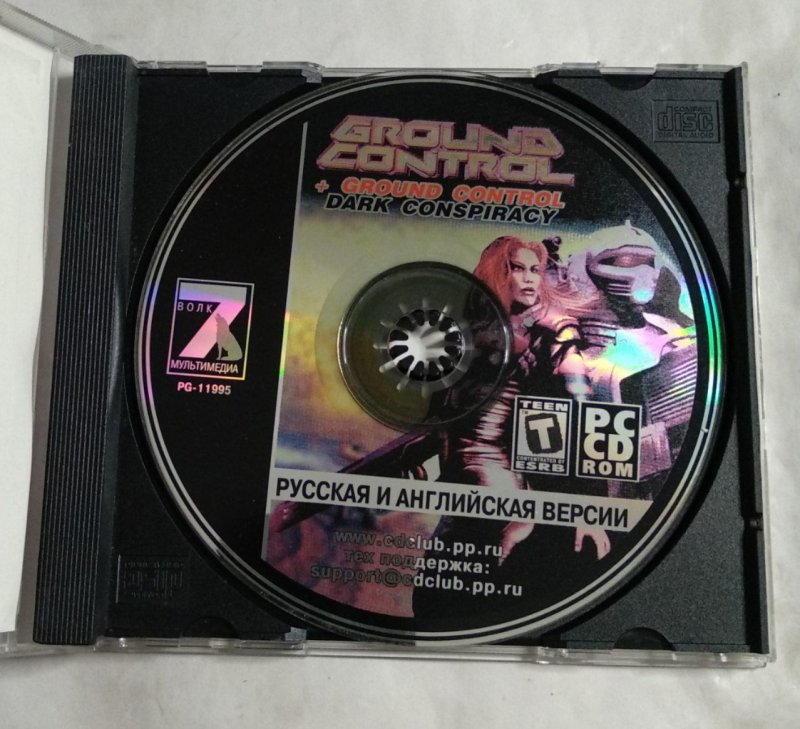 GROUND
CONTROL
+ GROUND CONTROL
DARK CONSPIRACY
COMPACT
disc
DIGITAL AUDIO
7
ВОЛК
МУЛЬТИМЕДИА
PG-11995
TEEN
T
ESRB
PC
CD
ROM
РУССКАЯ И АНГЛИЙСКАЯ ВЕРСИИ
www.cdclub.pp.ru
тех поддержка:
support@cdclub.pp.ru